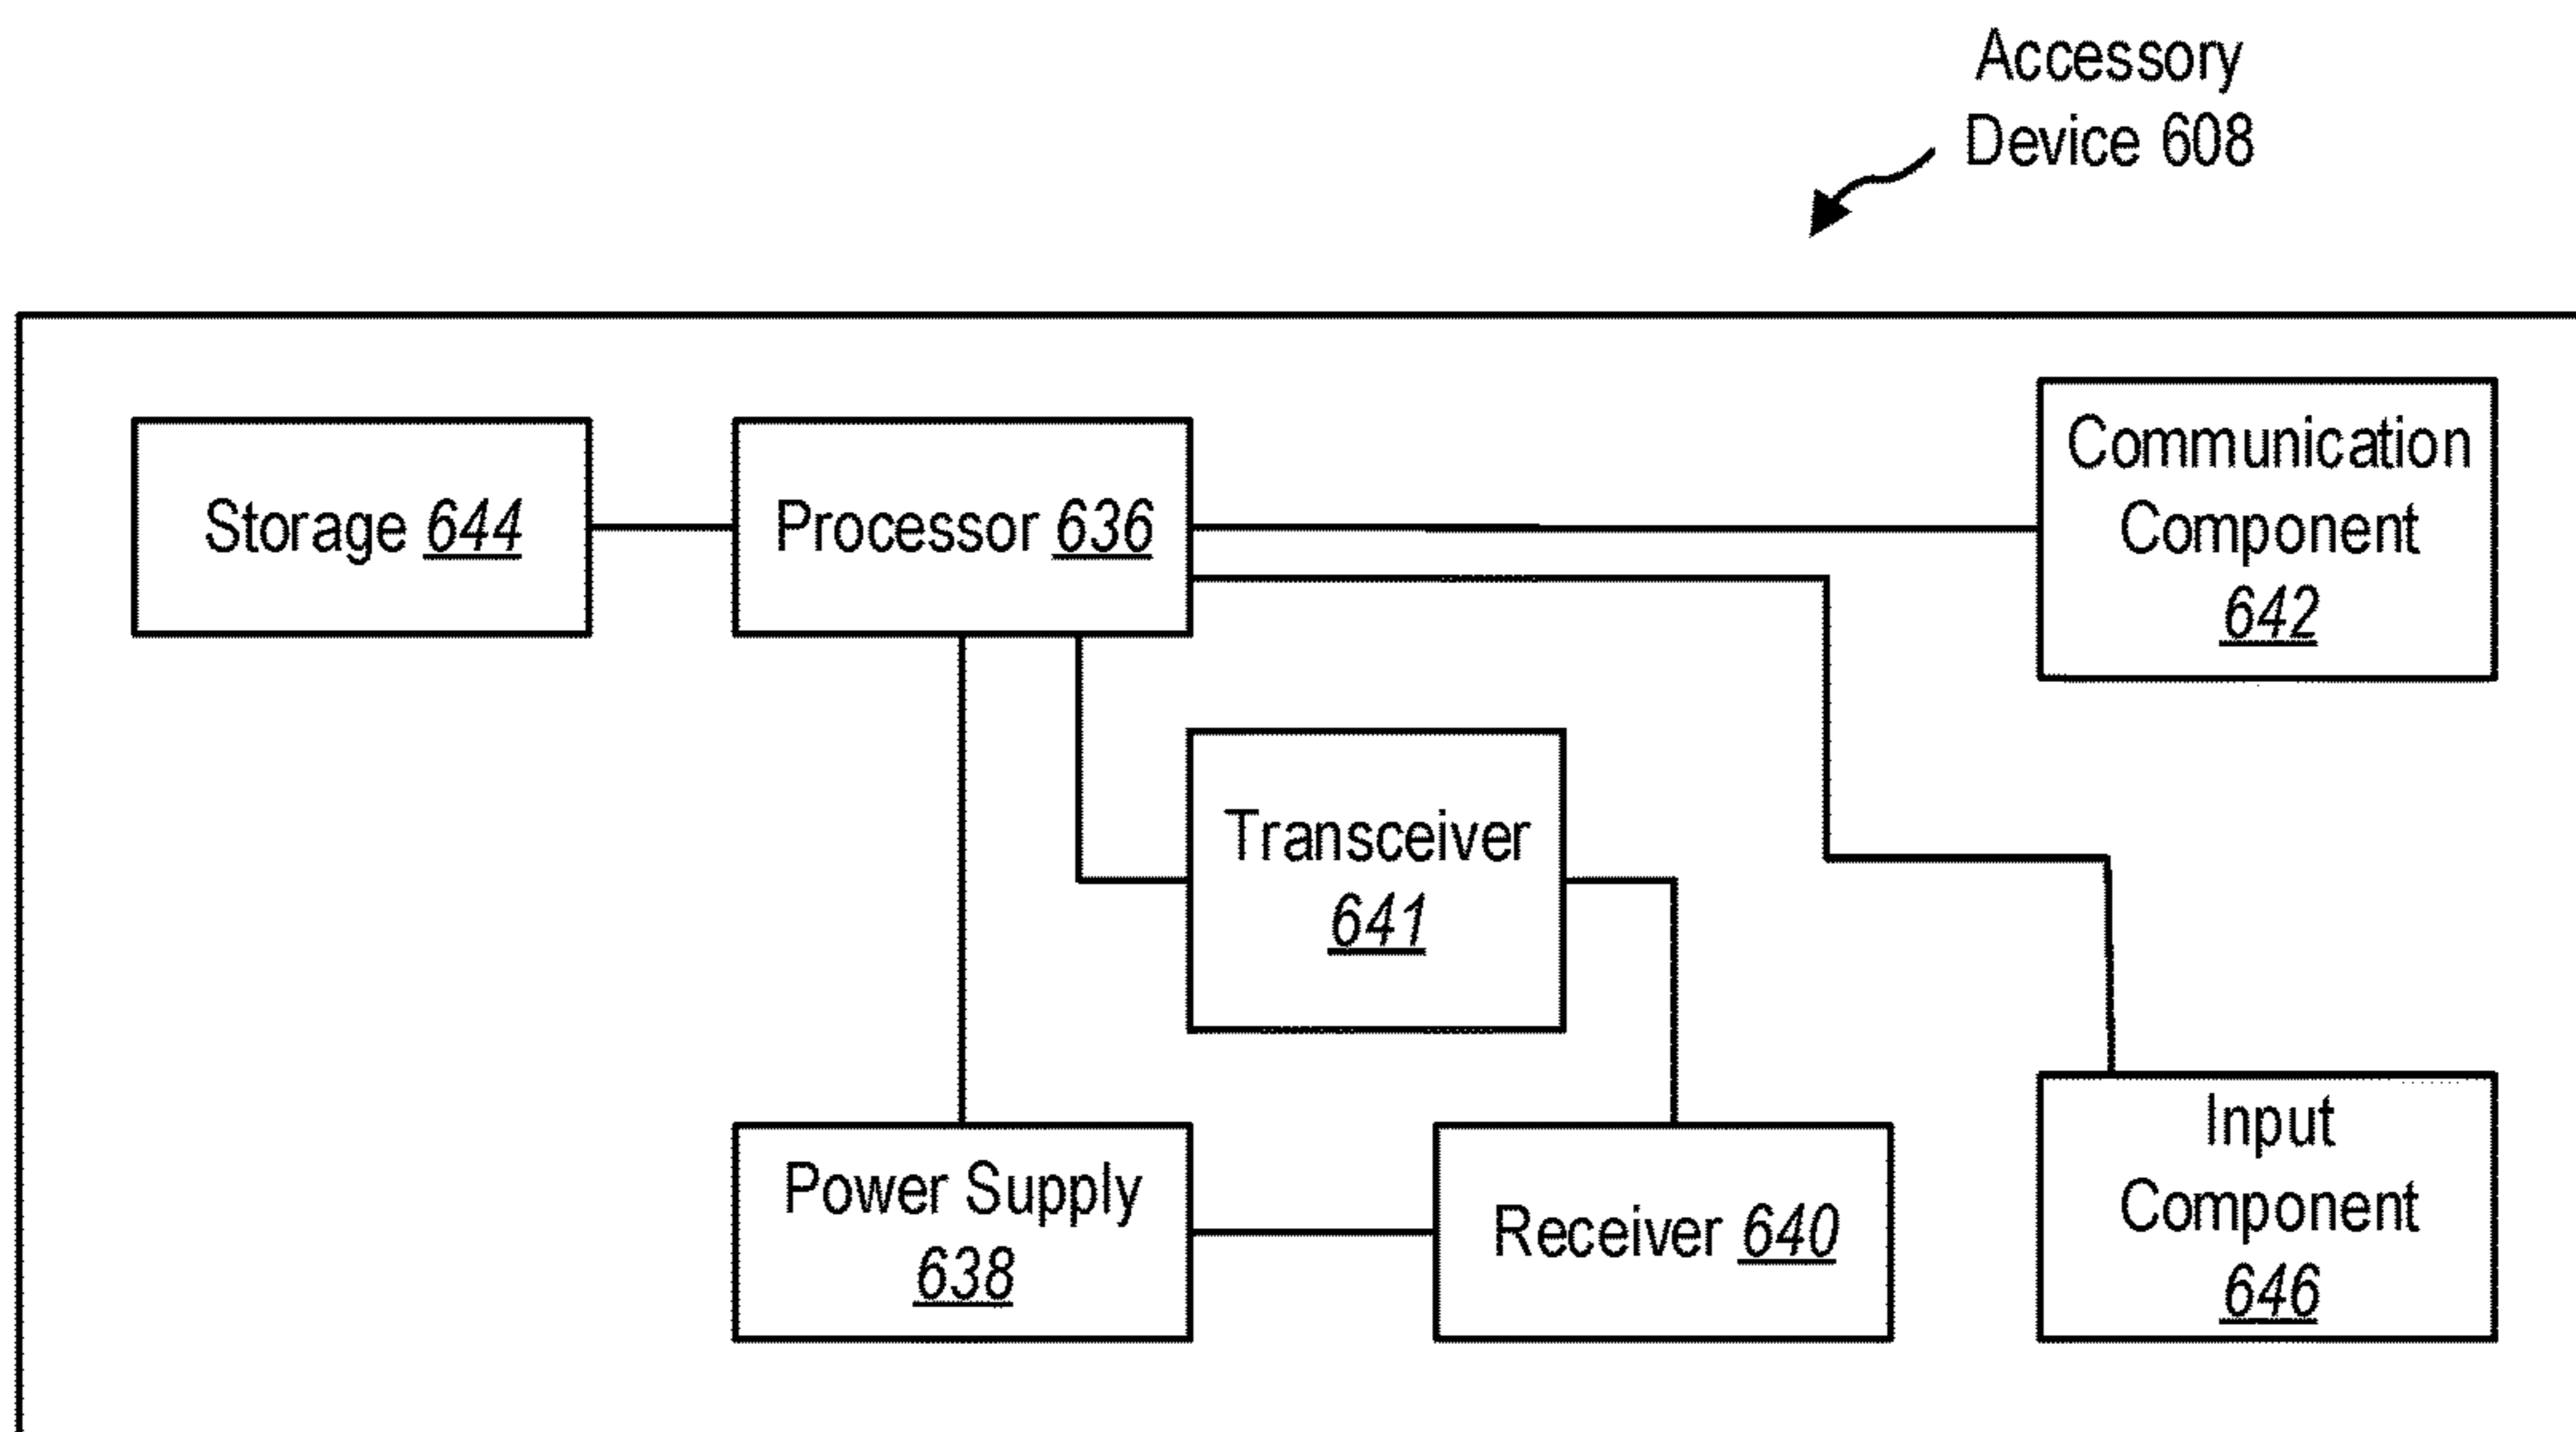 Accessory
Device 608
Storage 644
Processor 636
Communication
Component
642
Transceiver
641
Power Supply
638
Receiver 640
Input
Component
646